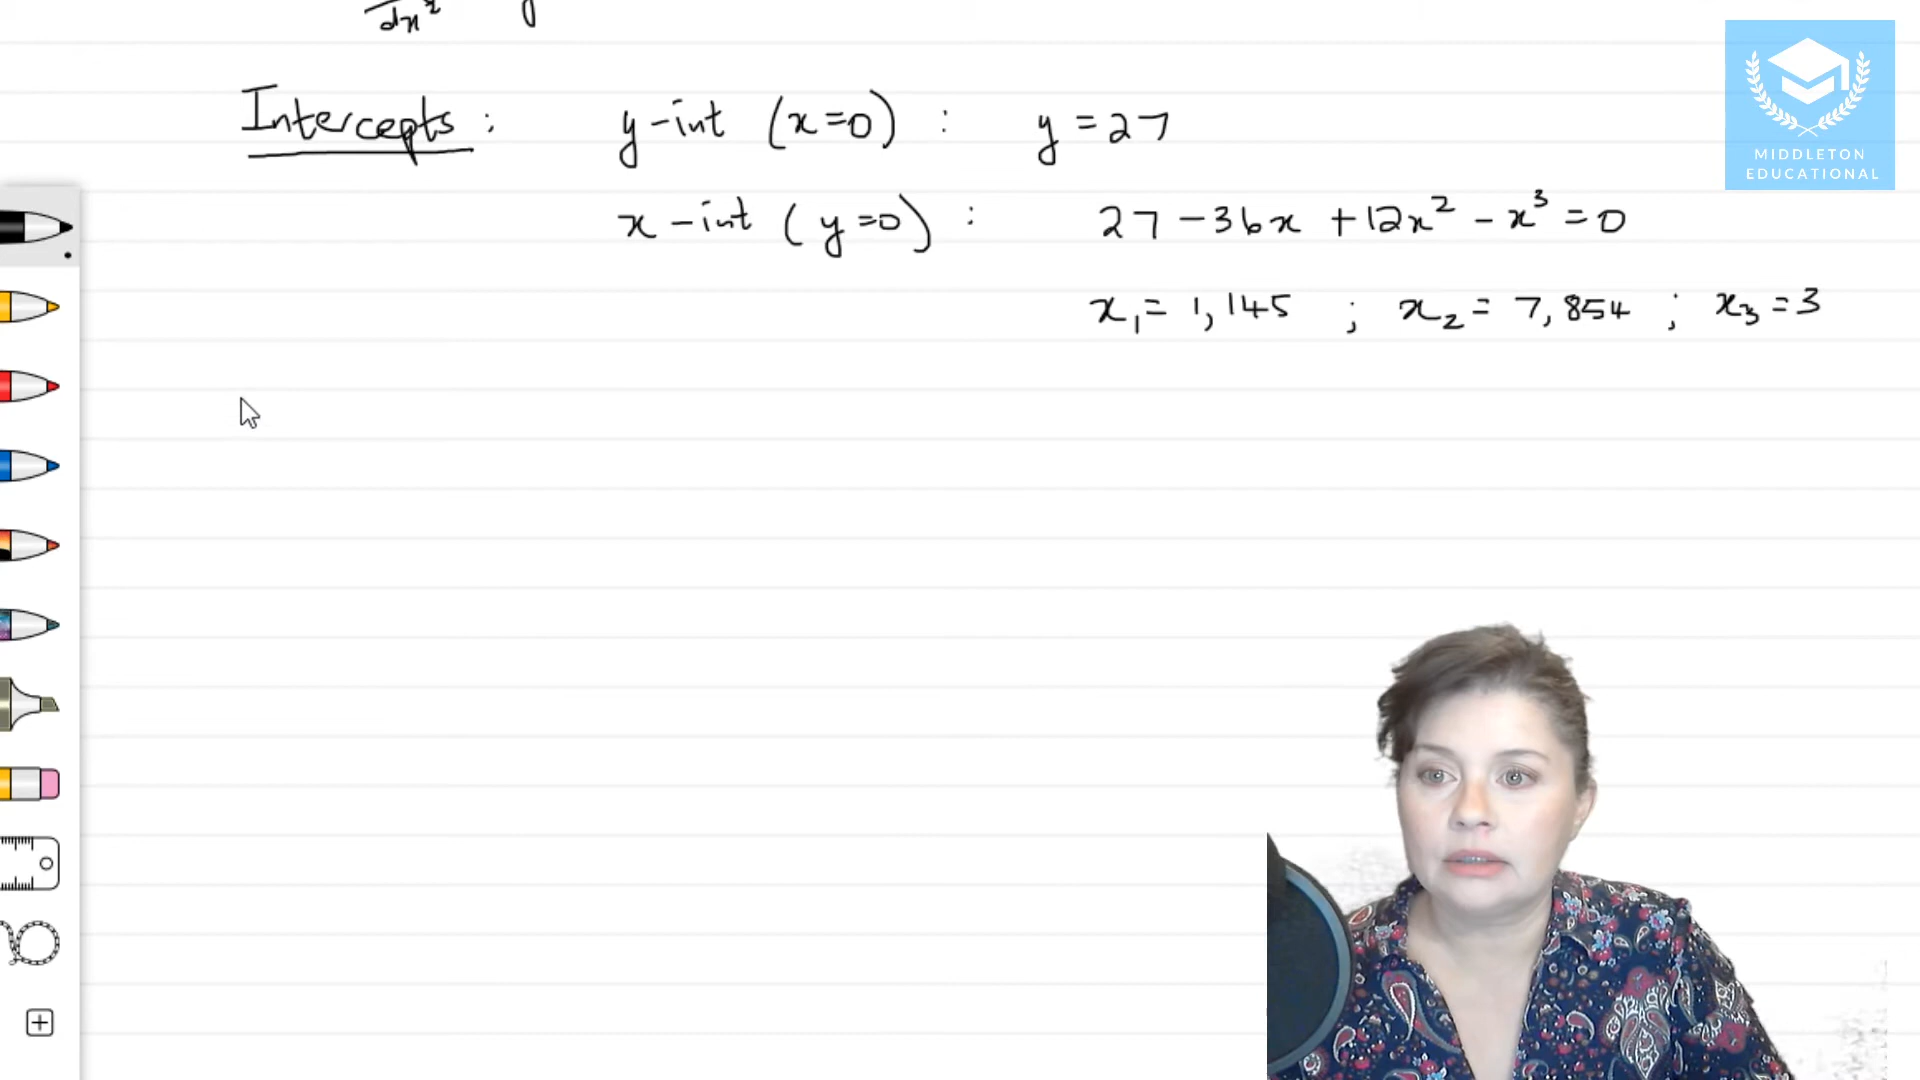 dx²
MIDDLETON
EDUCATIONAL
Intercepts : y-int (x=0) : y = 27
x-int (y=0) : 27 - 36x + 12x² - x³ = 0
x₁ = 1,145 ; x₂ = 7,854 ; x₃ = 3